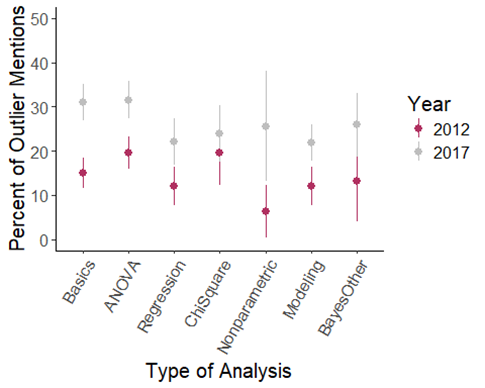 Percent of Outlier Mentions
50
40
30
20
10
0
Basics
ANOVA
Regression
ChiSquare
Nonparametric
Modeling
BayesOther
Type of Analysis
Year
2012
2017